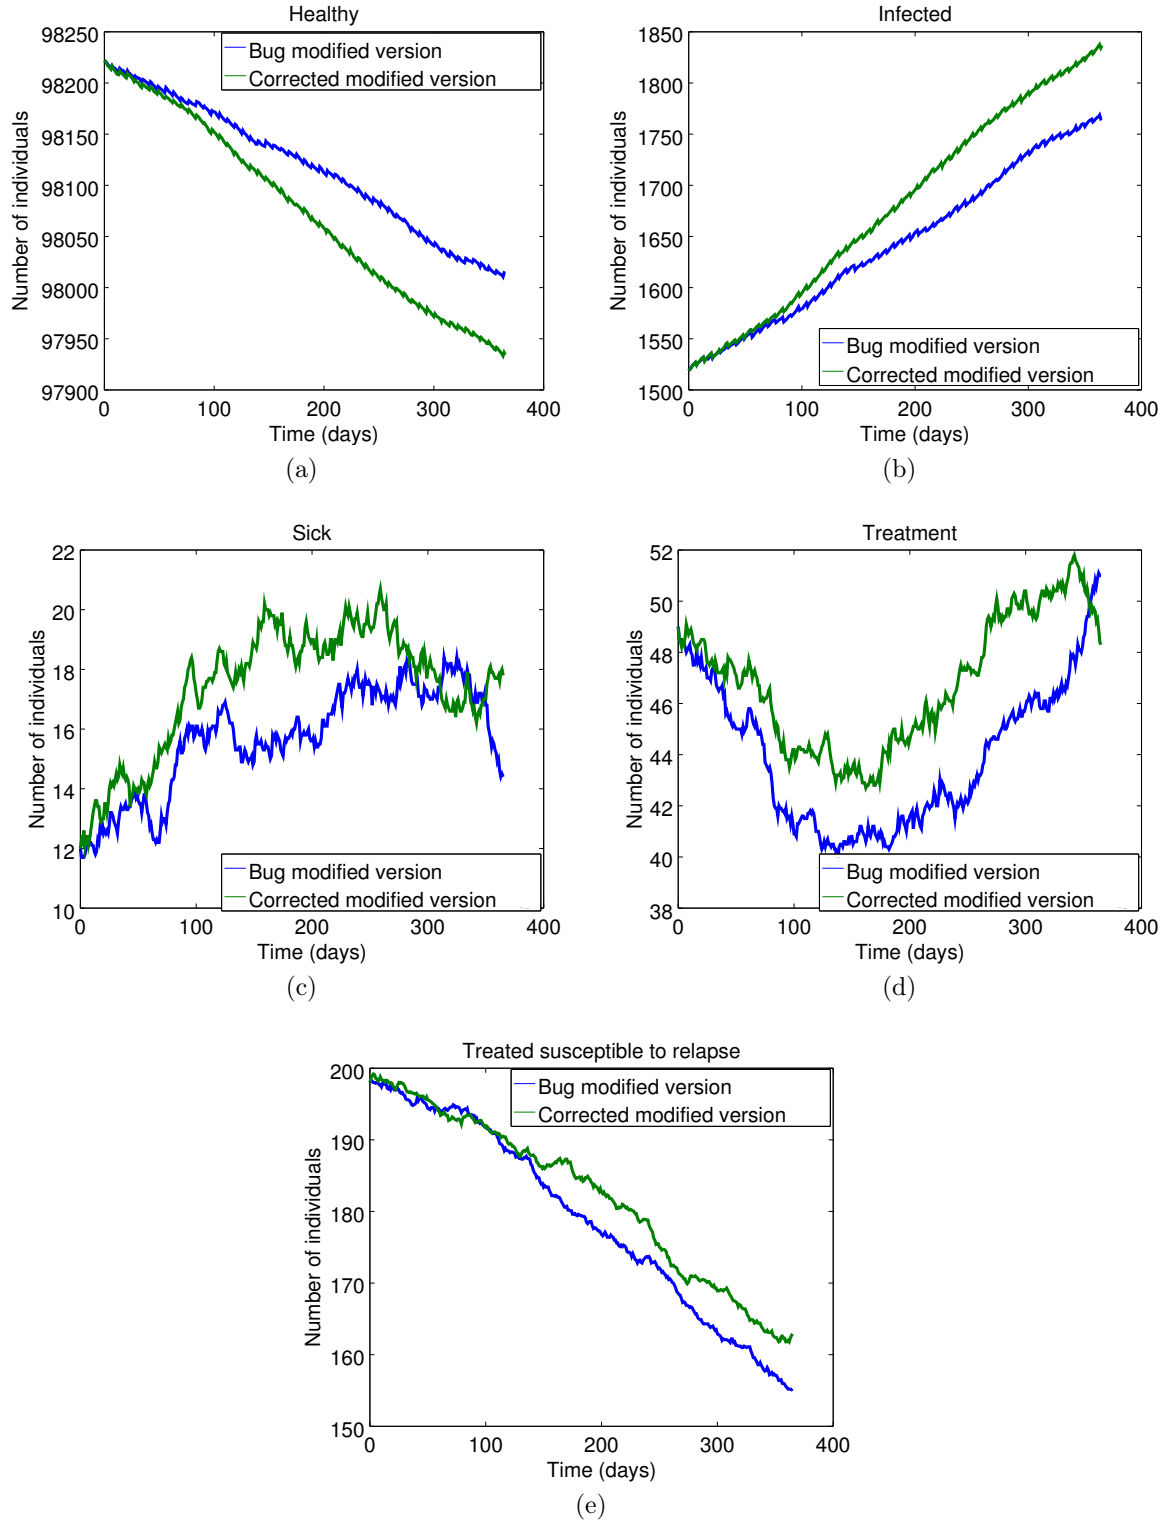 Healthy
98250
98200
98150
98100
98050
98000
97950
97900
0 100 200 300 400
Number of individuals
Time (days)
Bug modified version
Corrected modified version
(a)
Infected
1850
1800
1750
1700
1650
1600
1550
1500
0 100 200 300 400
Number of individuals
Time (days)
Bug modified version
Corrected modified version
(b)
Sick
22
20
18
16
14
12
10
0 100 200 300 400
Number of individuals
Time (days)
Bug modified version
Corrected modified version
(c)
Treatment
52
50
48
46
44
42
40
38
0 100 200 300 400
Number of individuals
Time (days)
Bug modified version
Corrected modified version
(d)
Treated susceptible to relapse
200
190
180
170
160
150
0 100 200 300 400
Number of individuals
Time (days)
Bug modified version
Corrected modified version
(e)